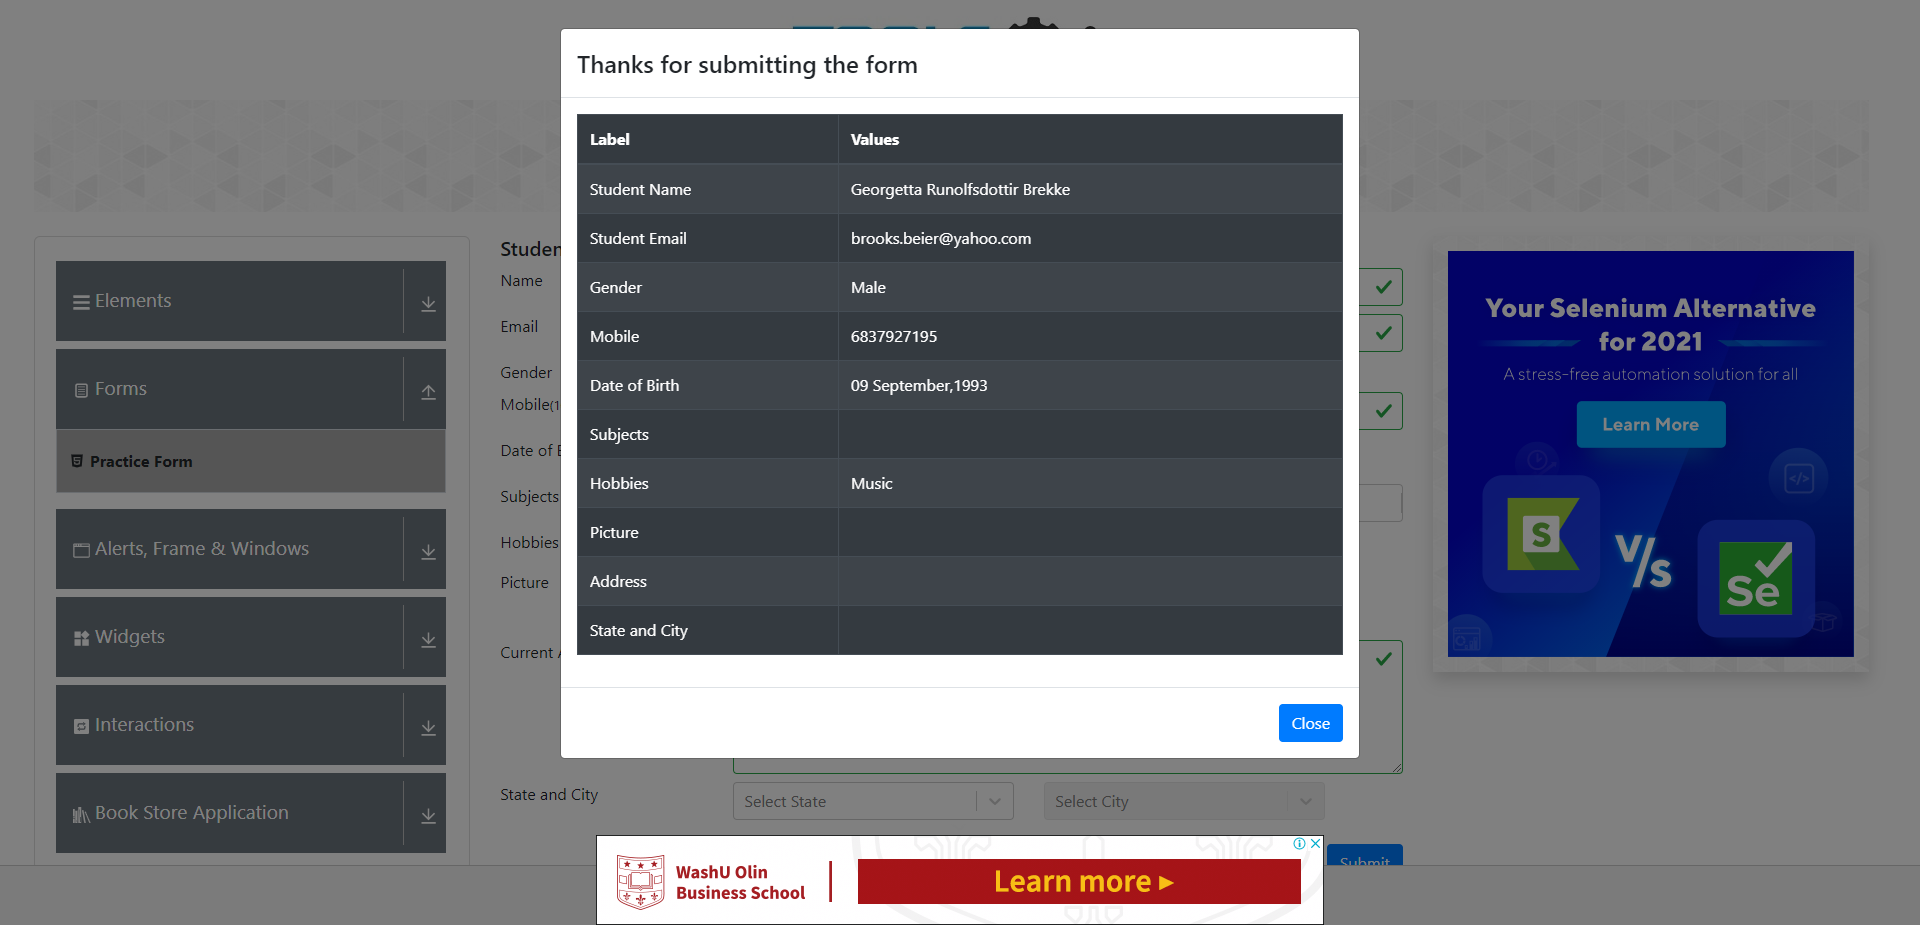 Thanks for submitting the form
Label Values
Student Name Georgetta Runolfsdottir Brekke
Student Email brooks.beier@yahoo.com
Gender Male
Mobile 6837927195
Date of Birth 09 September,1993
Subjects
Hobbies Music
Picture
Address
State and City
Close
Elements
Forms
Practice Form
Alerts, Frame & Windows
Widgets
Interactions
Book Store Application
Name
Email
Gender
Mobile(1
Date of
Subjects
Hobbies
Picture
Current
State and City
Select State
Select City
Submit
Your Selenium Alternative
for 2021
A stress-free automation solution for all
Learn More
S
V/s
Se
WashU Olin
Business School
Learn more ►